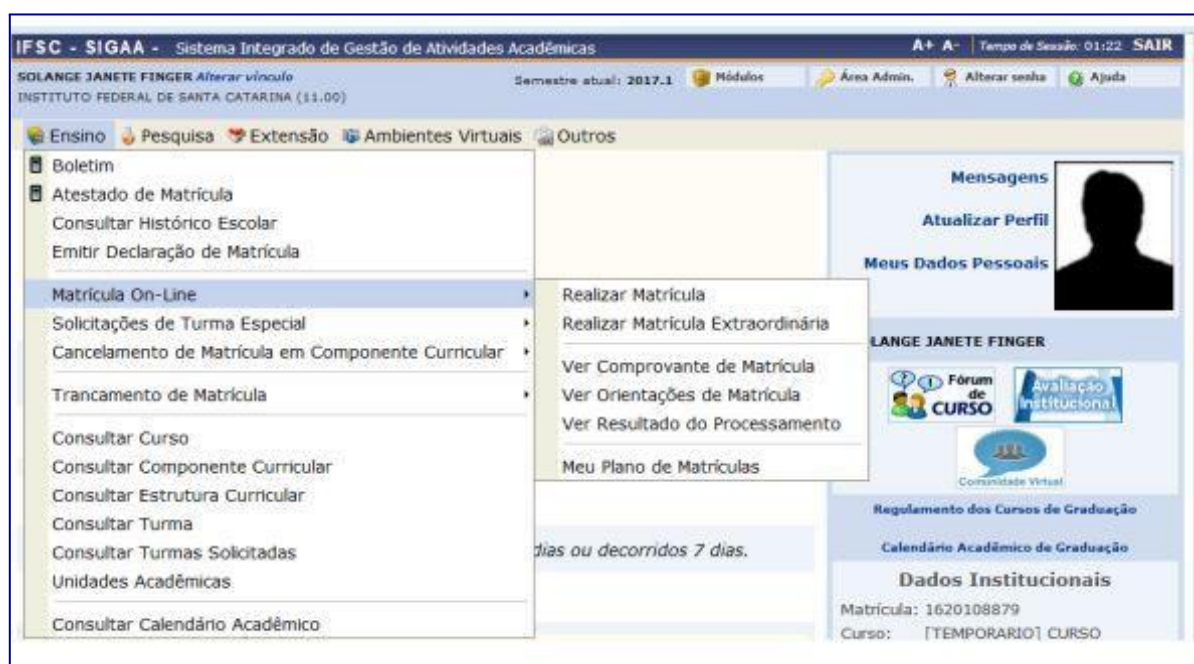 IFSC - SIGAA - Sistema Integrado de Gestão de Atividades Acadêmicas A+ A- Tempo de Sessão: 01:22 SAIR
SOLANGE JANETE FINGER Alterar vínculo Semestre atual: 2017.1 Módulos Área Admin. Alterar senha Ajuda
INSTITUTO FEDERAL DE SANTA CATARINA (11.00)
Ensino Pesquisa Extensão Ambientes Virtuais Outros
Boletim
Atestado de Matrícula
Consultar Histórico Escolar
Emitir Declaração de Matrícula
Matrícula On-Line
Solicitações de Turma Especial
Cancelamento de Matrícula em Componente Curricular
Trancamento de Matrícula
Consultar Curso
Consultar Componente Curricular
Consultar Estrutura Curricular
Consultar Turma
Consultar Turmas Solicitadas
Unidades Acadêmicas
Consultar Calendário Acadêmico
Realizar Matrícula
Realizar Matrícula Extraordinária
Ver Comprovante de Matrícula
Ver Orientações de Matrícula
Ver Resultado do Processamento
Meu Plano de Matrículas
dias ou decorridos 7 dias.
Mensagens
Atualizar Perfil
Meus Dados Pessoais
LANGE JANETE FINGER
Fórum
de
CURSO
Avaliação
Institucional
Comunidade Virtual
Regulamento dos Cursos de Graduação
Calendário Acadêmico de Graduação
Dados Institucionais
Matrícula: 1620108879
Curso: [TEMPORARIO] CURSO